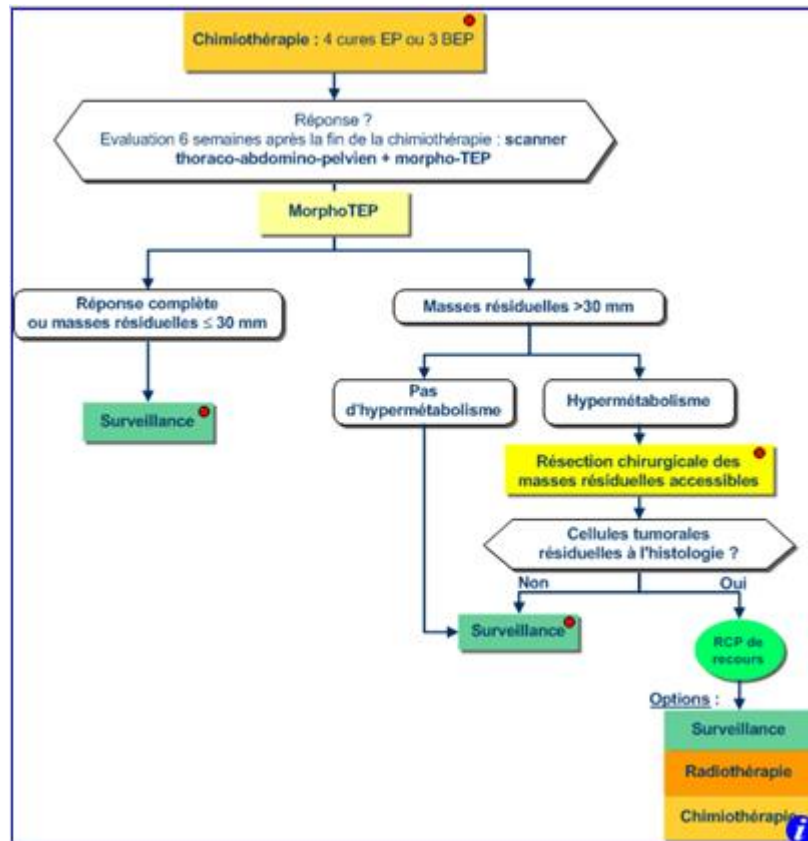 Chimiothérapie : 4 cures EP ou 3 BEP
Réponse ?
Evaluation 6 semaines après la fin de la chimiothérapie : scanner
thoraco-abdomino-pelvien + morpho-TEP
MorphoTEP
Réponse complète
ou masses résiduelles ≤ 30 mm
Masses résiduelles >30 mm
Surveillance
Pas
d'hypermétabolisme
Hypermétabolisme
Résection chirurgicale des
masses résiduelles accessibles
Cellules tumorales
résiduelles à l'histologie ?
Non
Oui
Surveillance
RCP de
recours
Options :
Surveillance
Radiothérapie
Chimiothérapie
i